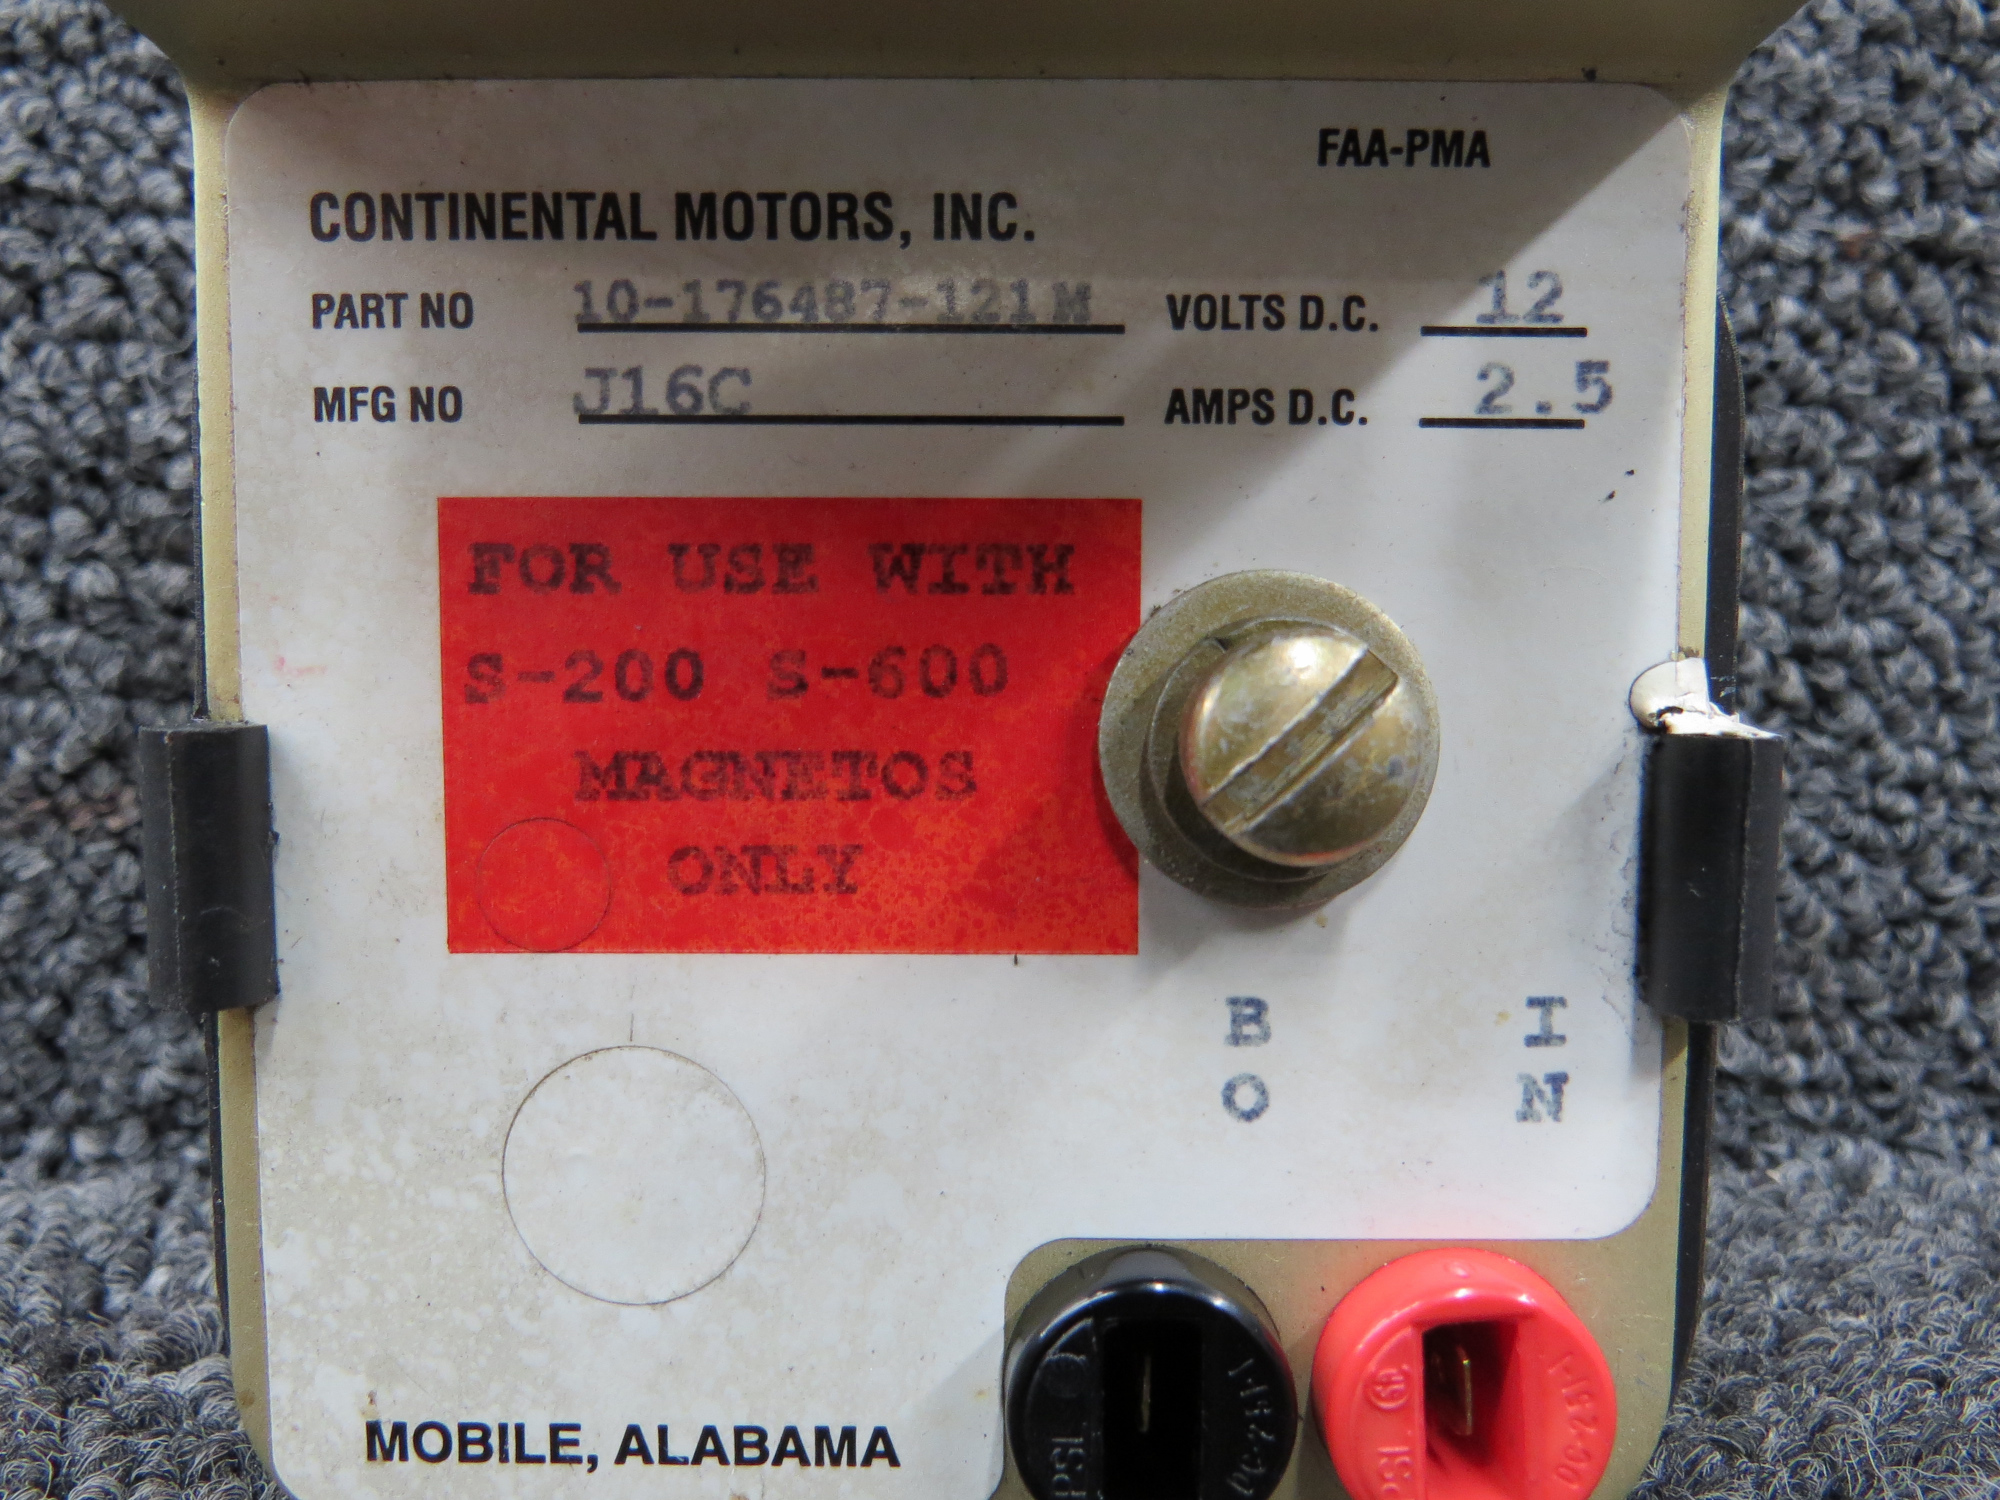 FAA-PMA
CONTINENTAL MOTORS, INC.
PART NO 10-176487-121M VOLTS D.C. 12
MFG NO J16C AMPS D.C. 2.5
FOR USE WITH
S-200 S-600
MAGNETOS
ONLY
B I
O N
MOBILE, ALABAMA